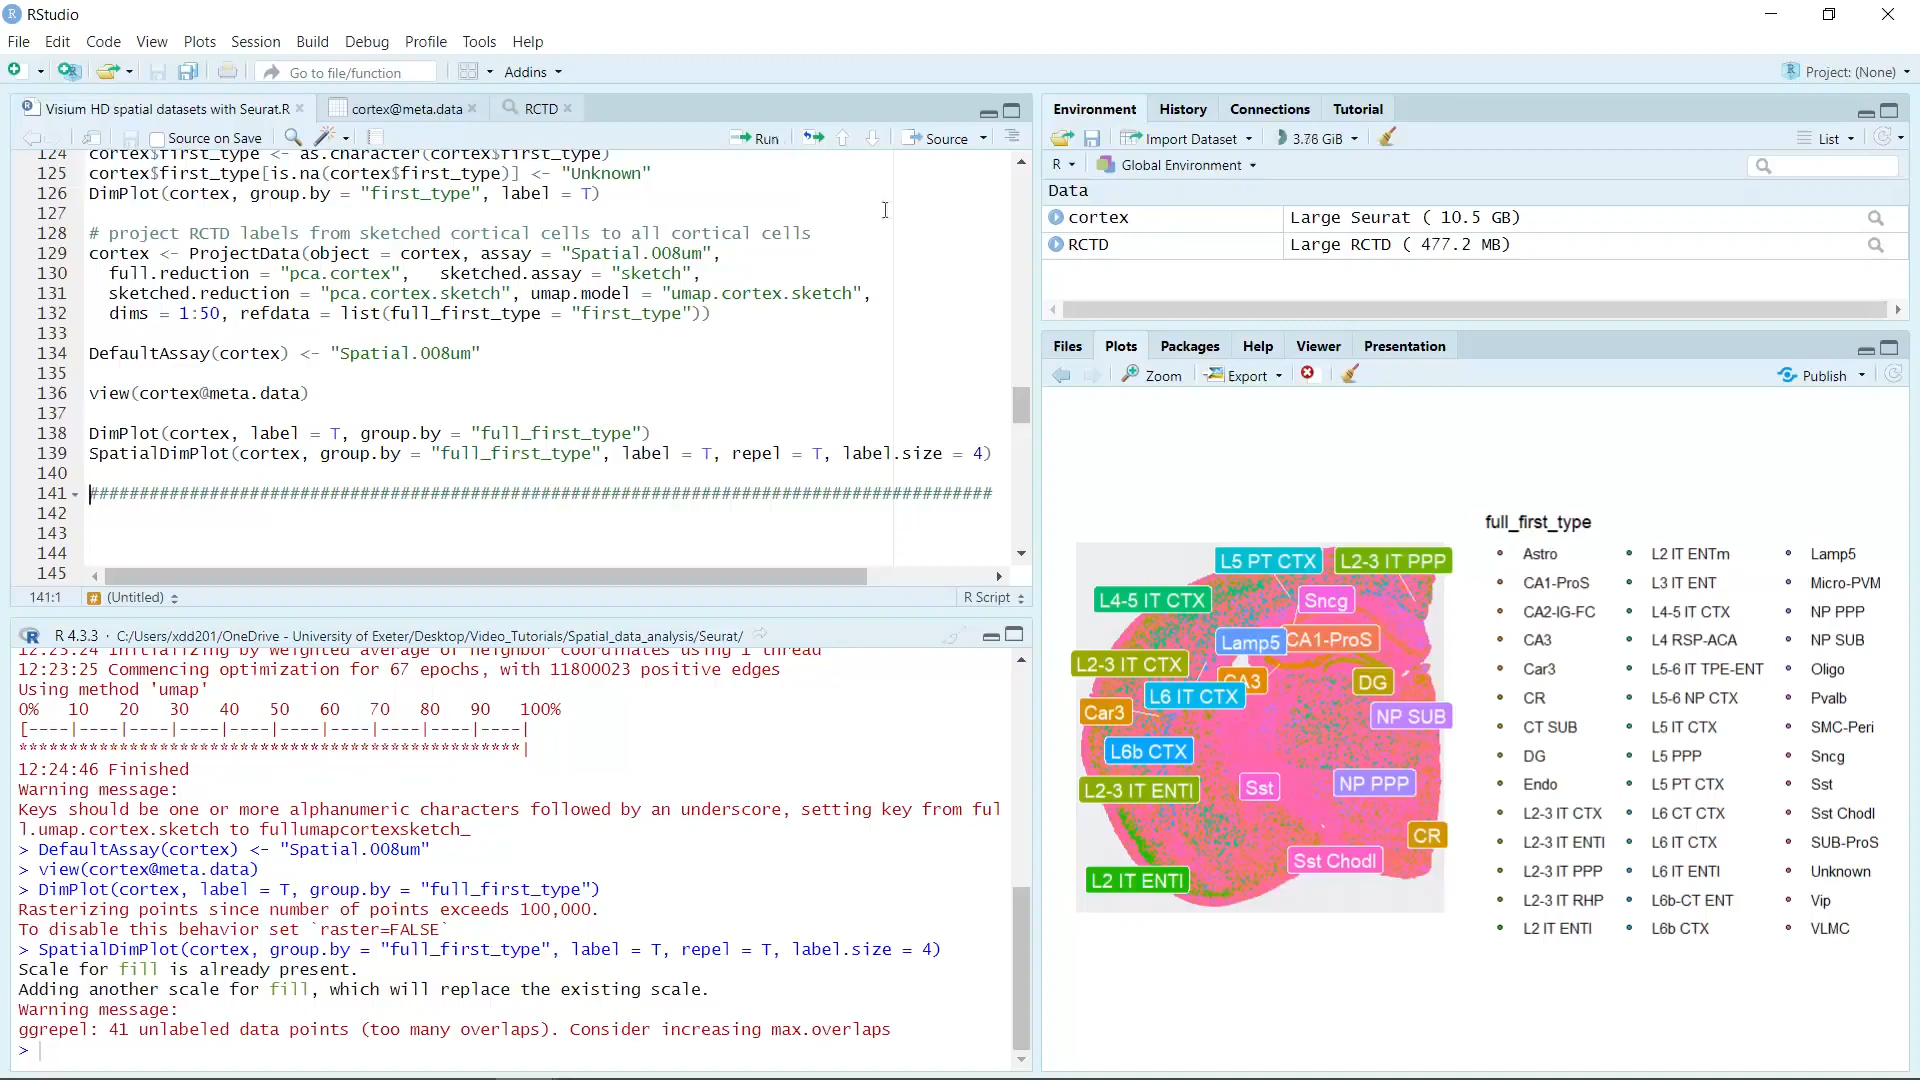 RStudio
File Edit Code View Plots Session Build Debug Profile Tools Help
Go to file/function Addins Project: (None)
Visium HD spatial datasets with Seurat.R cortex@meta.data RCTD
Source on Save Run Source
124 cortex$first_type <- as.character(cortex$first_type)
125 cortex$first_type[is.na(cortex$first_type)] <- "Unknown"
126 DimPlot(cortex, group.by = "first_type", label = T)
127
128 # project RCTD labels from sketched cortical cells to all cortical cells
129 cortex <- ProjectData(object = cortex, assay = "Spatial.008um",
130 full.reduction = "pca.cortex", sketched.assay = "sketch",
131 sketched.reduction = "pca.cortex.sketch", umap.model = "umap.cortex.sketch",
132 dims = 1:50, refdata = list(full_first_type = "first_type"))
133
134 DefaultAssay(cortex) <- "Spatial.008um"
135
136 view(cortex@meta.data)
137
138 DimPlot(cortex, label = T, group.by = "full_first_type")
139 SpatialDimPlot(cortex, group.by = "full_first_type", label = T, repel = T, label.size = 4)
140
141 ##########################################################################################
142
143
144
145
141:1 # (Untitled) R Script
R 4.3.3 · C:/Users/xdd201/OneDrive - University of Exeter/Desktop/Video_Tutorials/Spatial_data_analysis/Seurat/
12:23:24 Initializing by weighted average of neighbor coordinates using 1 thread
12:23:25 Commencing optimization for 67 epochs, with 11800023 positive edges
Using method 'umap'
0% 10 20 30 40 50 60 70 80 90 100%
[----|----|----|----|----|----|----|----|----|----|
**************************************************|
12:24:46 Finished
Warning message:
Keys should be one or more alphanumeric characters followed by an underscore, setting key from ful
l.umap.cortex.sketch to fullumapcortexsketch_
> DefaultAssay(cortex) <- "Spatial.008um"
> view(cortex@meta.data)
> DimPlot(cortex, label = T, group.by = "full_first_type")
Rasterizing points since number of points exceeds 100,000.
To disable this behavior set `raster=FALSE`
> SpatialDimPlot(cortex, group.by = "full_first_type", label = T, repel = T, label.size = 4)
Scale for fill is already present.
Adding another scale for fill, which will replace the existing scale.
Warning message:
ggrepel: 41 unlabeled data points (too many overlaps). Consider increasing max.overlaps
>
Environment History Connections Tutorial
Import Dataset 3.76 GiB List
R Global Environment
Data
cortex Large Seurat ( 10.5 GB)
RCTD Large RCTD ( 477.2 MB)
Files Plots Packages Help Viewer Presentation
Zoom Export Publish
L5 PT CTX L2-3 IT PPP
L4-5 IT CTX Sncg
Lamp5 CA1-ProS
L2-3 IT CTX CA3 DG
L6 IT CTX
Car3 NP SUB
L6b CTX
L2-3 IT ENTl Sst NP PPP
CR
Sst Chodl
L2 IT ENTl
full_first_type
Astro L2 IT ENTm Lamp5
CA1-ProS L3 IT ENT Micro-PVM
CA2-IG-FC L4-5 IT CTX NP PPP
CA3 L4 RSP-ACA NP SUB
Car3 L5-6 IT TPE-ENT Oligo
CR L5-6 NP CTX Pvalb
CT SUB L5 IT CTX SMC-Peri
DG L5 PPP Sncg
Endo L5 PT CTX Sst
L2-3 IT CTX L6 CT CTX Sst Chodl
L2-3 IT ENTl L6 IT CTX SUB-ProS
L2-3 IT PPP L6 IT ENTl Unknown
L2-3 IT RHP L6b-CT ENT Vip
L2 IT ENTl L6b CTX VLMC